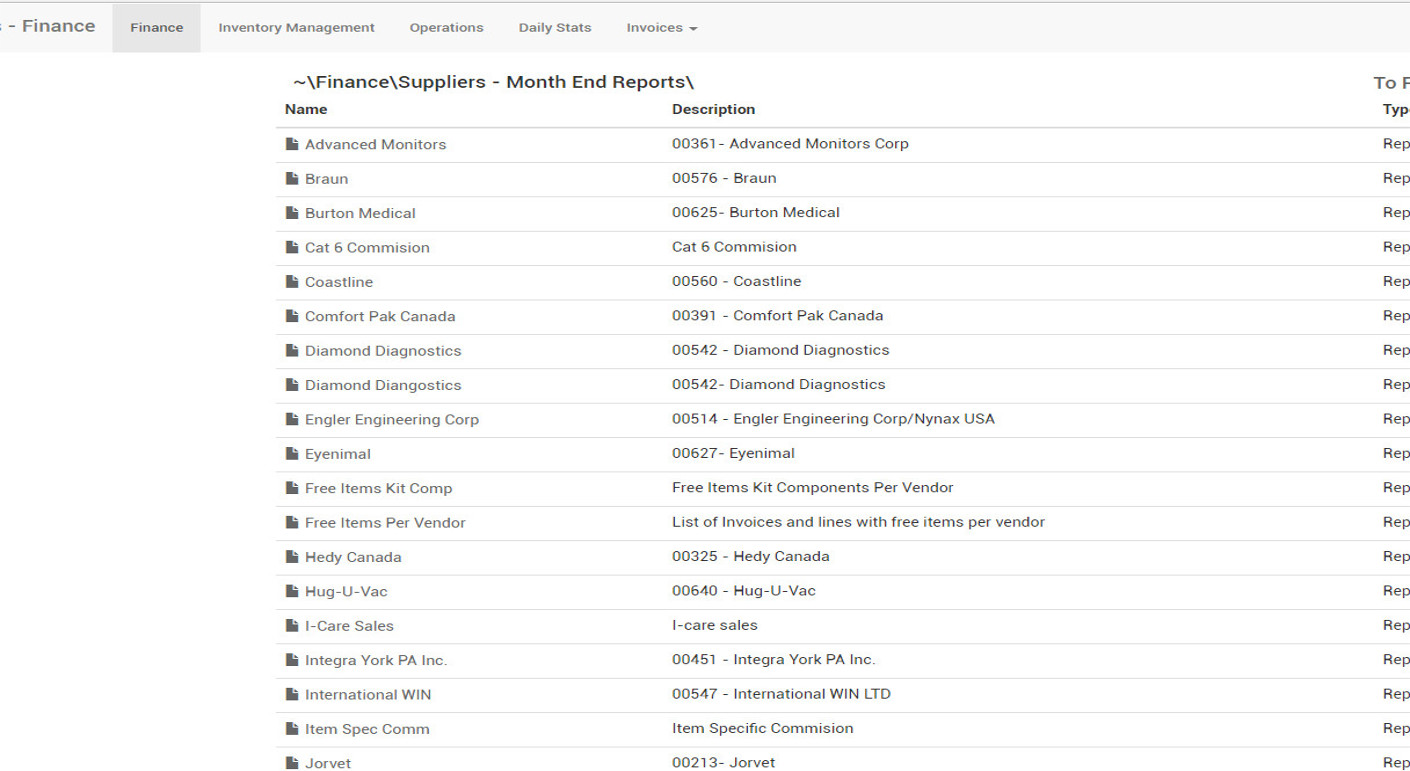 - Finance Finance Inventory Management Operations Daily Stats Invoices
~\Finance\Suppliers - Month End Reports\ To
Name Description
Advanced Monitors 00361- Advanced Monitors Corp Rep
Braun 00576 - Braun Rep
Burton Medical 00625- Burton Medical Rep
Cat 6 Commision Cat 6 Commision Rep
Coastline 00560 - Coastline Rep
Comfort Pak Canada 00391 - Comfort Pak Canada Rep
Diamond Diagnostics 00542 - Diamond Diagnostics Rep
Diamond Diangostics 00542- Diamond Diagnostics Rep
Engler Engineering Corp 00514 - Engler Engineering Corp/Nynax USA Rep
Eyenimal 00627- Eyenimal Rep
Free Items Kit Comp Free Items Kit Components Per Vendor Rep
Free Items Per Vendor List of Invoices and lines with free items per vendor Rep
Hedy Canada 00325 - Hedy Canada Rep
Hug-U-Vac 00640 - Hug-U-Vac Rep
I-Care Sales I-care sales Rep
Integra York PA Inc. 00451 - Integra York PA Inc. Rep
International WIN 00547 - International WIN LTD Rep
Item Spec Comm Item Specific Commision Rep
Jorvet 00213- Jorvet Rep